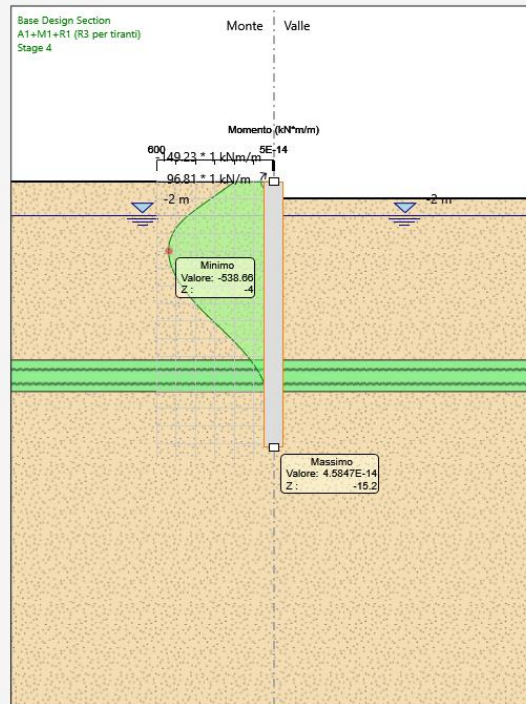 Base Design Section
A1+M1+R1 (R3 per tiranti)
Stage 4
Monte
Valle
Momento (kN*m/m)
600
5E-14
-149.23 * 1 kNm/m
96.81 * 1 kN/m
-2 m
-2 m
Minimo
Valore: -538.66
Z : -4
Massimo
Valore: 4.5847E-14
Z : -15.2